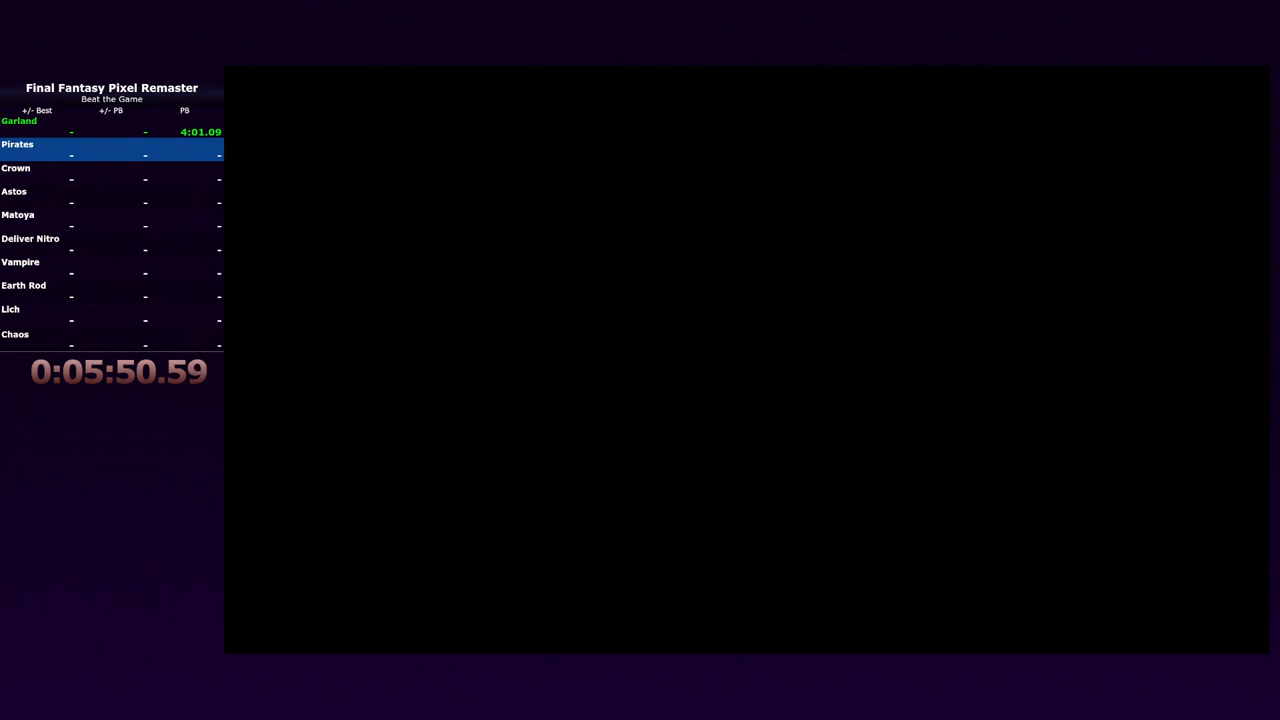 Final Fantasy Pixel Remaster
Beat the Game
+/- Best +/- PB PB
Garland
- - 4:01.09
Pirates
- - -
Crown
- - -
Astos
- - -
Matoya
- - -
Deliver Nitro
- - -
Vampire
- - -
Earth Rod
- - -
Lich
- - -
Chaos
- - -
0:05:50.59